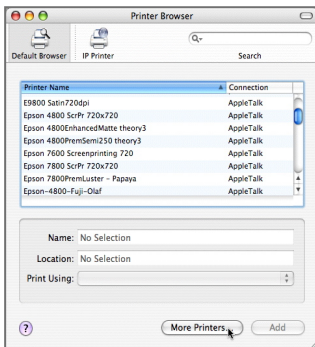 Printer Browser
Default Browser
IP Printer
Search
Printer Name
Connection
E9800 Satin720dpi AppleTalk
Epson 4800 ScrPr 720x720 AppleTalk
Epson 4800EnhancedMatte theory3 AppleTalk
Epson 4800PremSemi250 theory3 AppleTalk
Epson 7600 Screenprinting 720 AppleTalk
Epson 7800 ScrPr 720x720 AppleTalk
Epson 7800PremLuster - Papaya AppleTalk
Epson-4800-Fuji-Olaf AppleTalk
Name: No Selection
Location: No Selection
Print Using:
? More Printers... Add